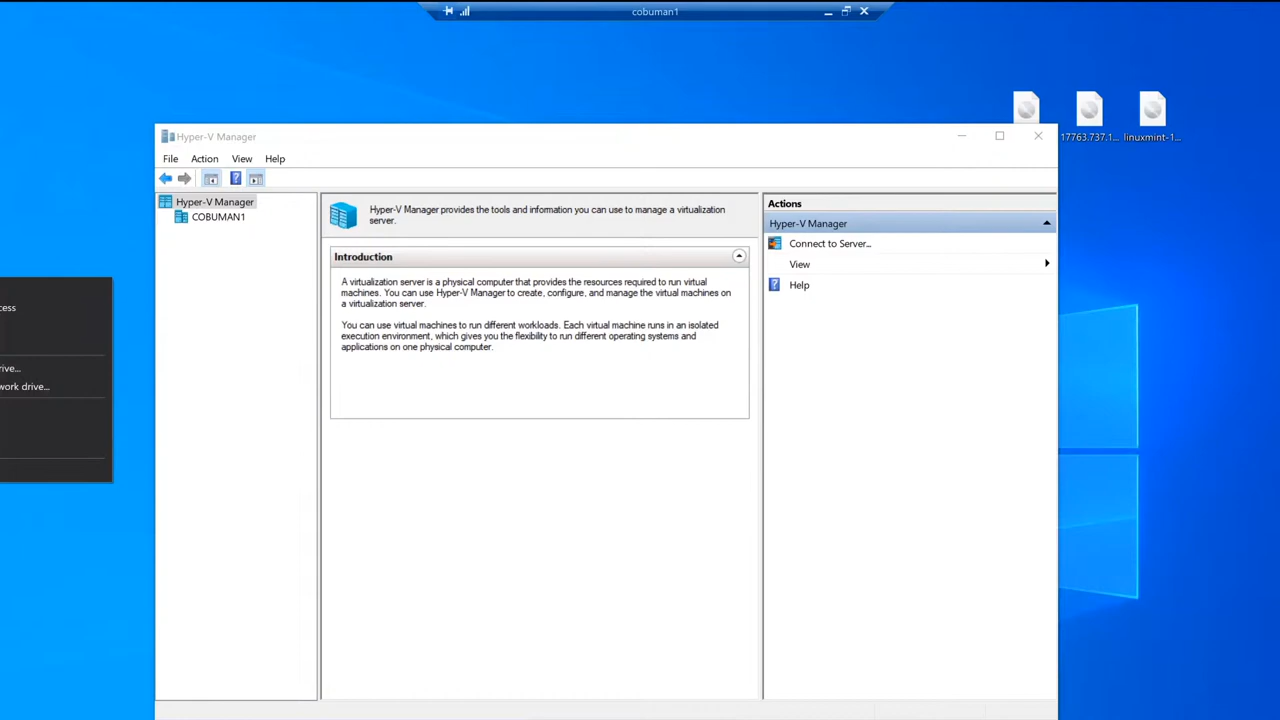 cobuman1
17763.737.1...
linuxmint-1...
Hyper-V Manager
File Action View Help
Hyper-V Manager
COBUMAN1
Hyper-V Manager provides the tools and information you can use to manage a virtualization
server.
Introduction
A virtualization server is a physical computer that provides the resources required to run virtual
machines. You can use Hyper-V Manager to create, configure, and manage the virtual machines on
a virtualization server.
You can use virtual machines to run different workloads. Each virtual machine runs in an isolated
execution environment, which gives you the flexibility to run different operating systems and
applications on one physical computer.
Actions
Hyper-V Manager
Connect to Server...
View
Help
cess
rive...
work drive...